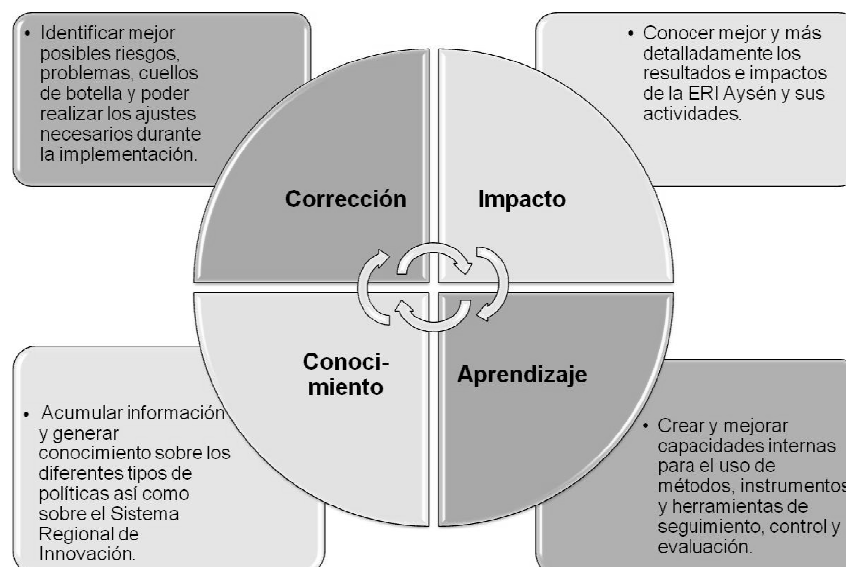 • Identificar mejor
posibles riesgos,
problemas, cuellos
de botella y poder
realizar los ajustes
necesarios durante
la implementación.
• Conocer mejor y más
detalladamente los
resultados e impactos
de la ERI Aysén y sus
actividades.
Corrección
Impacto
Conoci-
miento
Aprendizaje
• Acumular información
y generar
conocimiento sobre los
diferentes tipos de
políticas así como
sobre el Sistema
Regional de
Innovación.
• Crear y mejorar
capacidades internas
para el uso de
métodos, instrumentos
y herramientas de
seguimiento, control y
evaluación.